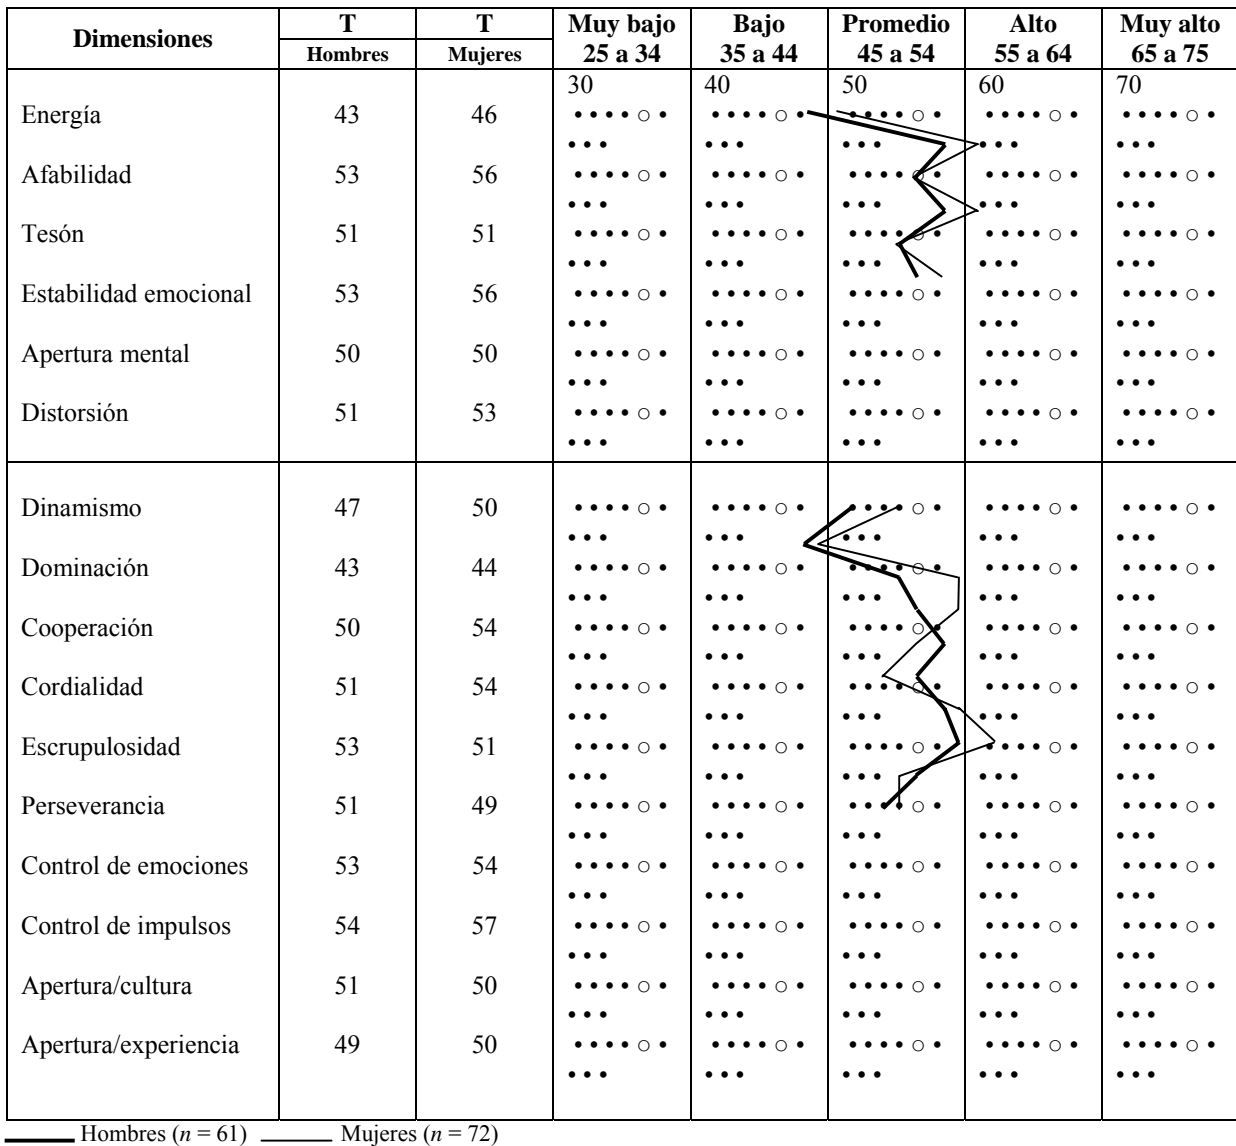 Dimensiones T T Muy bajo Bajo Promedio Alto Muy alto
Hombres Mujeres 25 a 34 35 a 44 45 a 54 55 a 64 65 a 75
30 40 50 60 70
Energía 43 46
Afabilidad 53 56
Tesón 51 51
Estabilidad emocional 53 56
Apertura mental 50 50
Distorsión 51 53
Dinamismo 47 50
Dominación 43 44
Cooperación 50 54
Cordialidad 51 54
Escrupulosidad 53 51
Perseverancia 51 49
Control de emociones 53 54
Control de impulsos 54 57
Apertura/cultura 51 50
Apertura/experiencia 49 50
Hombres (n = 61) Mujeres (n = 72)